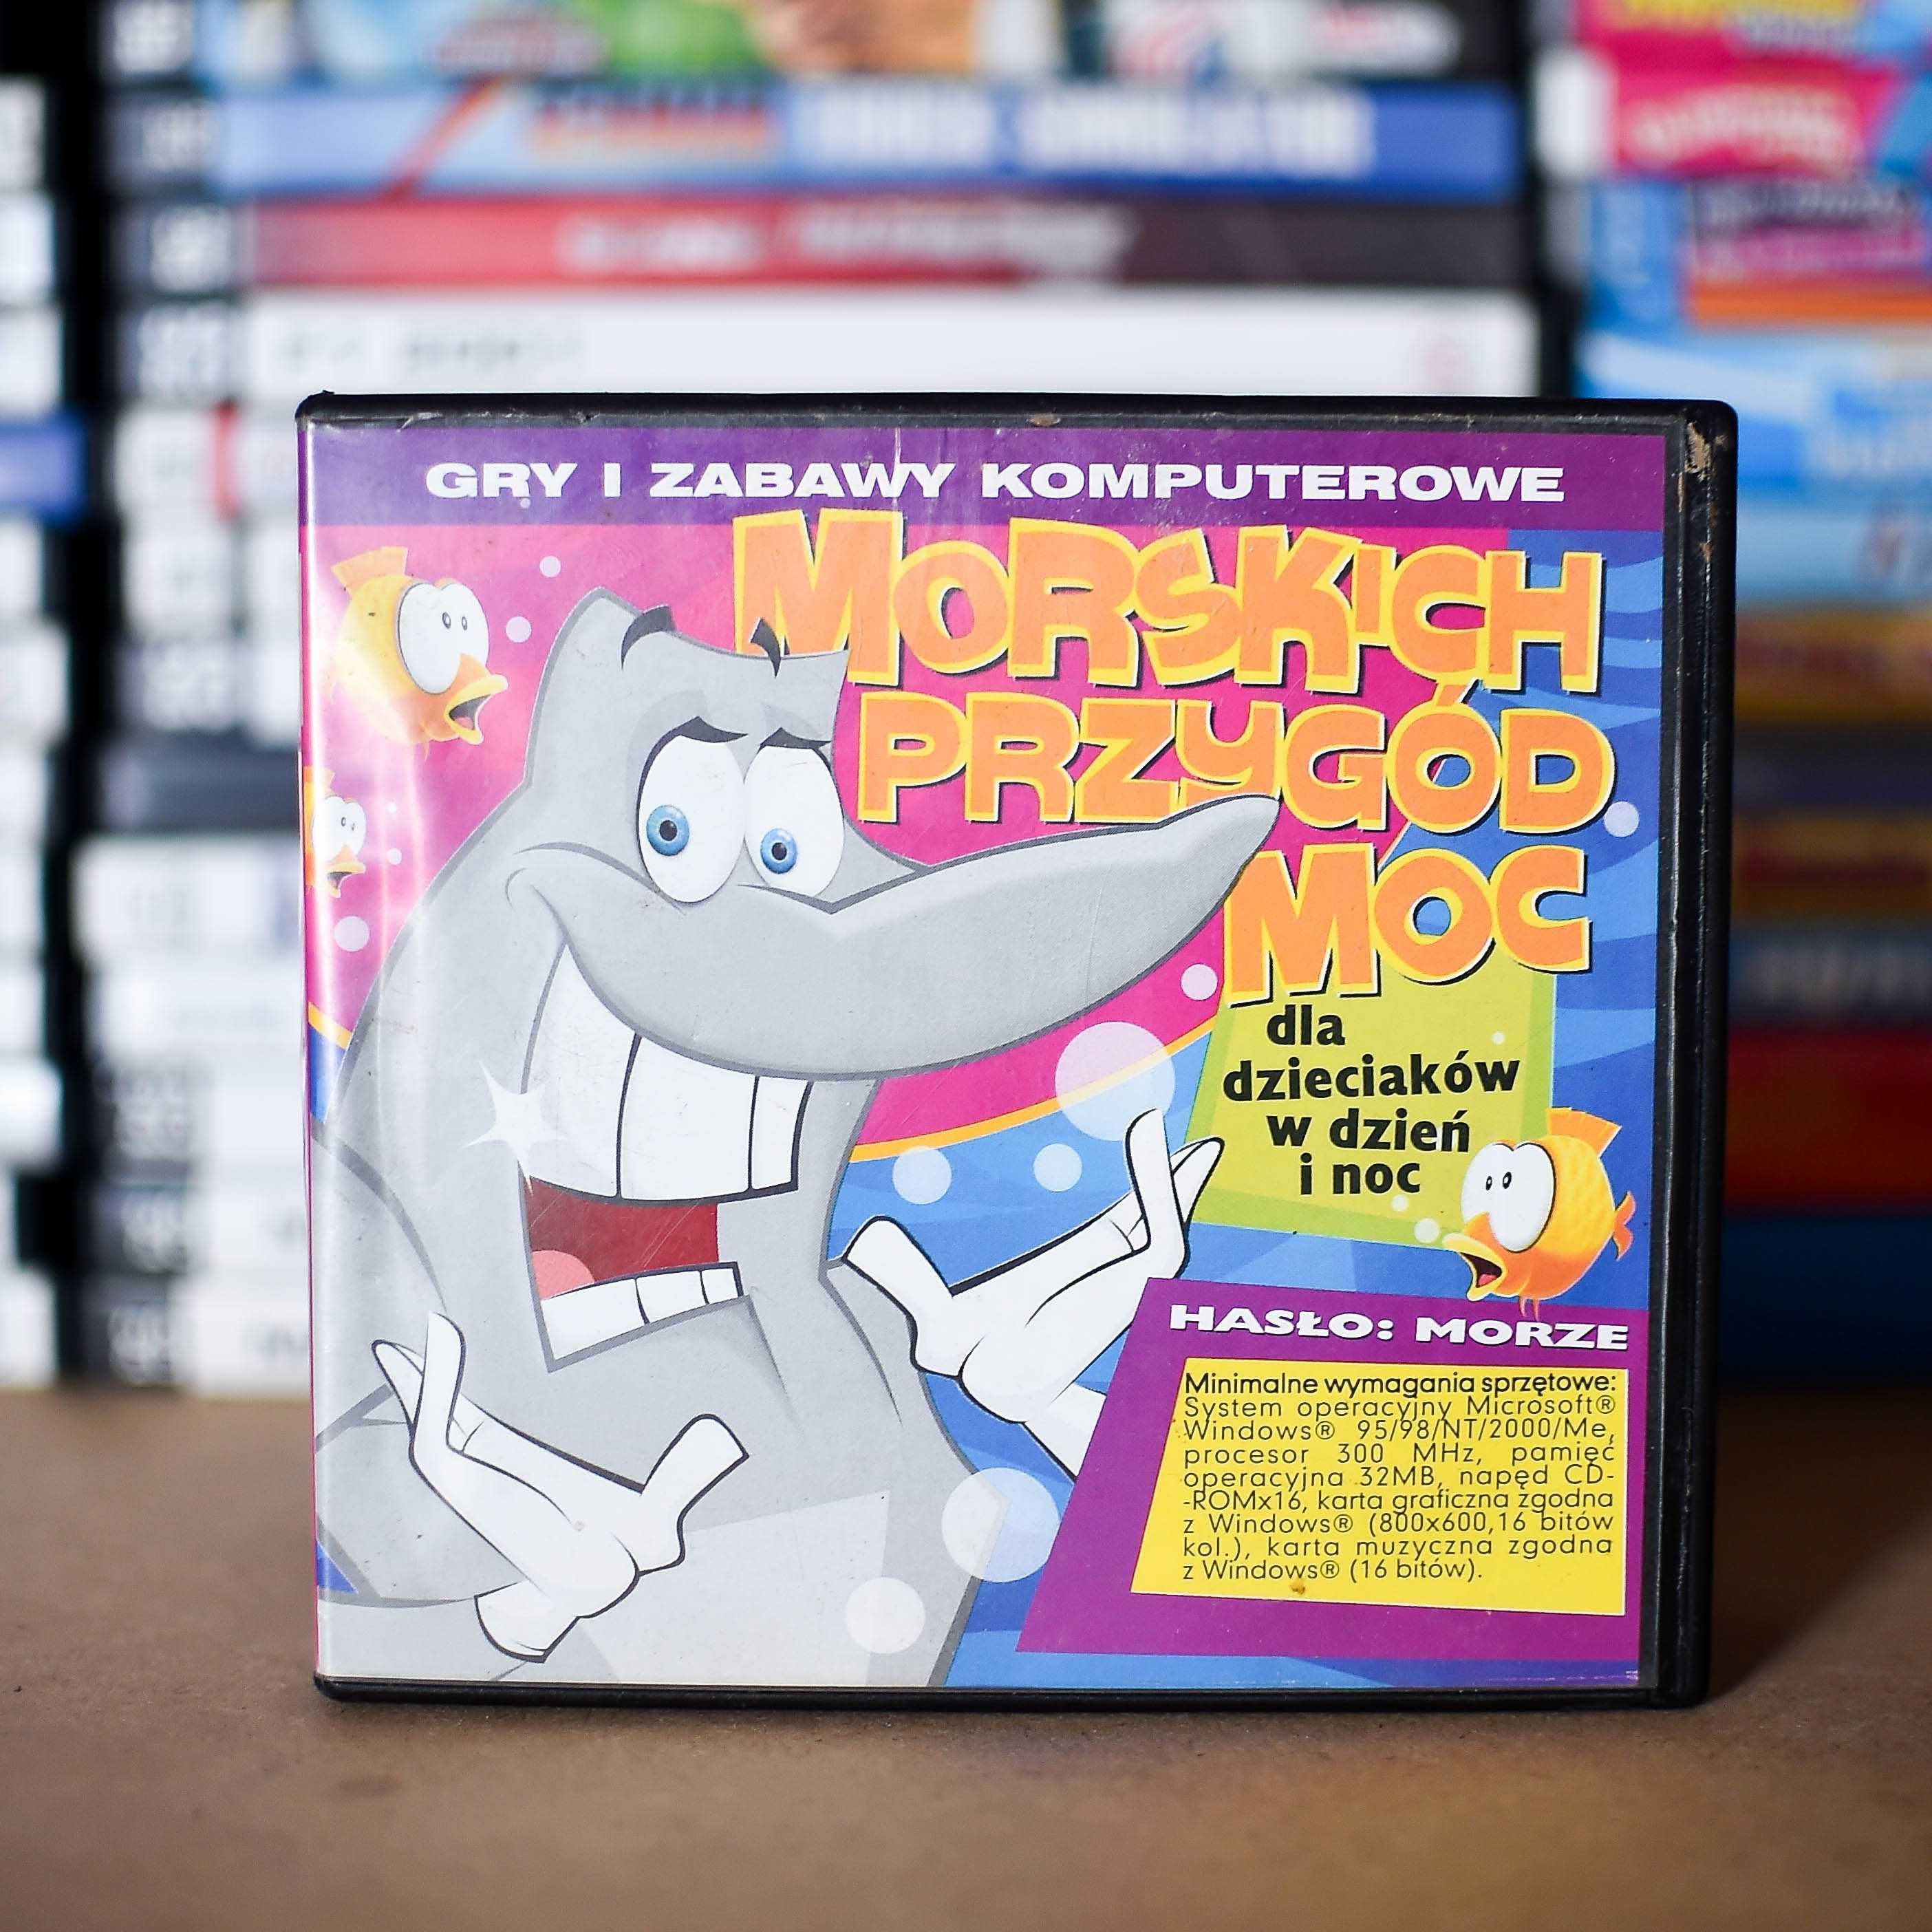 GRY I ZABAWY KOMPUTEROWE
MORSKICH
PRZYGÓD
MOC
dla
dzieciaków
w dzień
i noc
HASŁO: MORZE
Minimalne wymagania sprzętowe:
System operacyjny Microsoft®
Windows® 95/98/NT/2000/Me,
procesor 300 MHz, pamięć
operacyjna 32MB, napęd CD-
-ROMx16, karta graficzna zgodna
z Windows® (800x600,16 bitów
kol.), karta muzyczna zgodna
z Windows® (16 bitów).